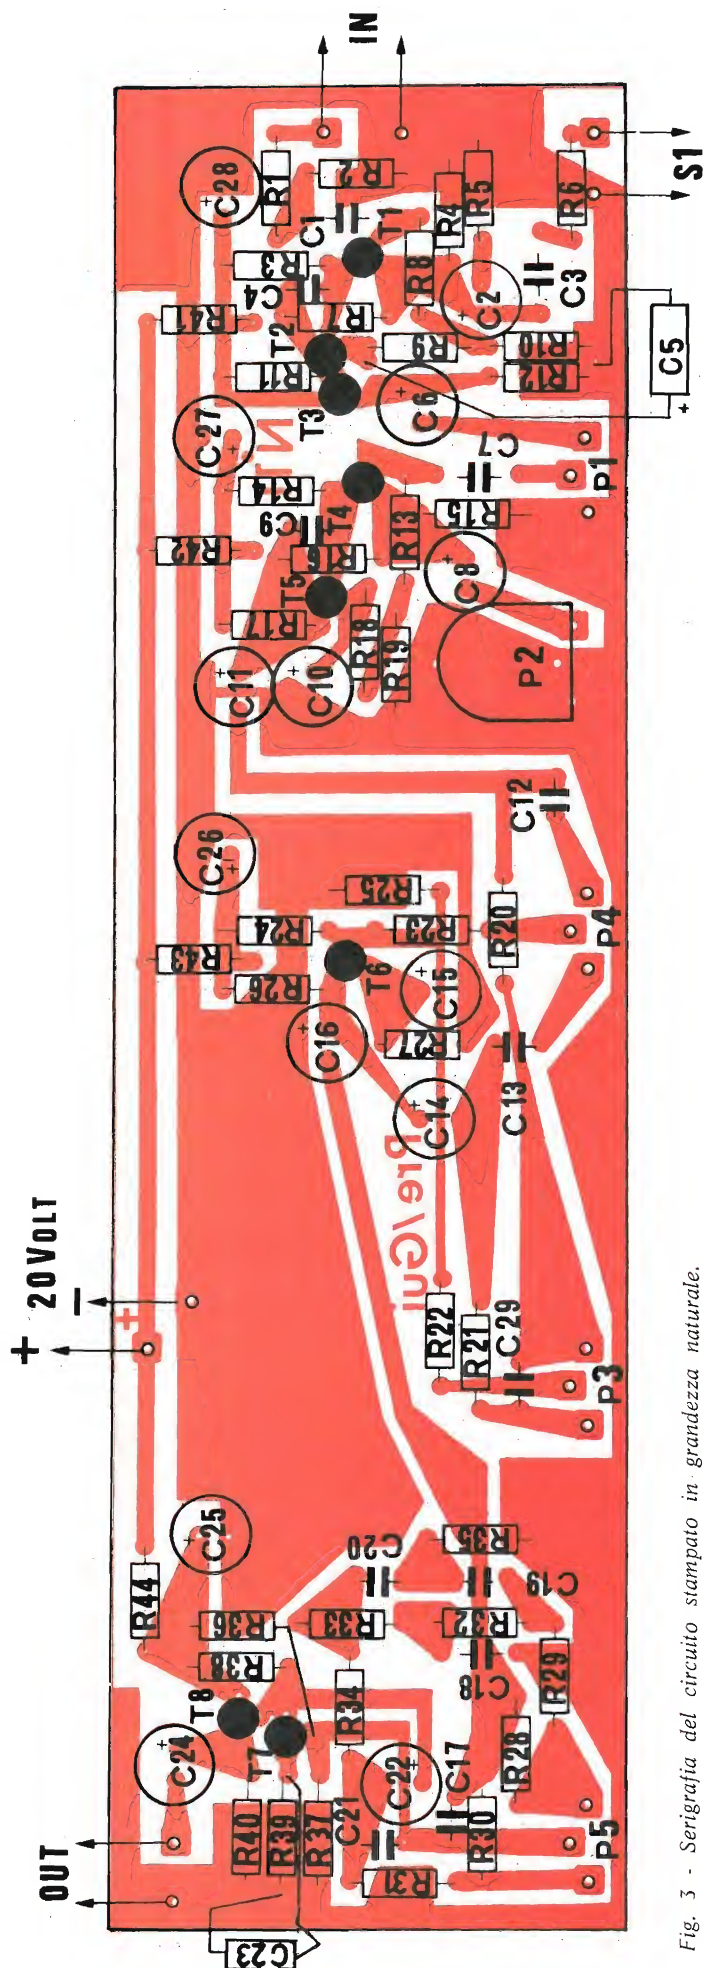 IN
C28
R1
R2
C1
T1
R4
R5
R6
S1
R3
C4
R8
C2
C3
R41
R7
T2
R11
R9
R10
R12
C5
+
T3
C6
C27
N1
R14
C9
T4
C7
P1
R42
R16
R13
R15
T5
C8
R17
R18
R19
P2
C11
C10
C12
C26
R25
R24
R23
R20
P4
R43
R26
T6
C15
C16
R27
C13
C14
pre/Gui
+ 20 VOLT −
+
R22
R21
C29
P3
C25
C20
R35
C19
R44
R36
R33
R32
R38
C18
R29
T8
R34
C24
T7
R28
C22
C17
OUT
R40
R39
R37
C21
R30
P5
R31
C23
Fig. 3 - Serigrafia del circuito stampato in grandezza naturale.